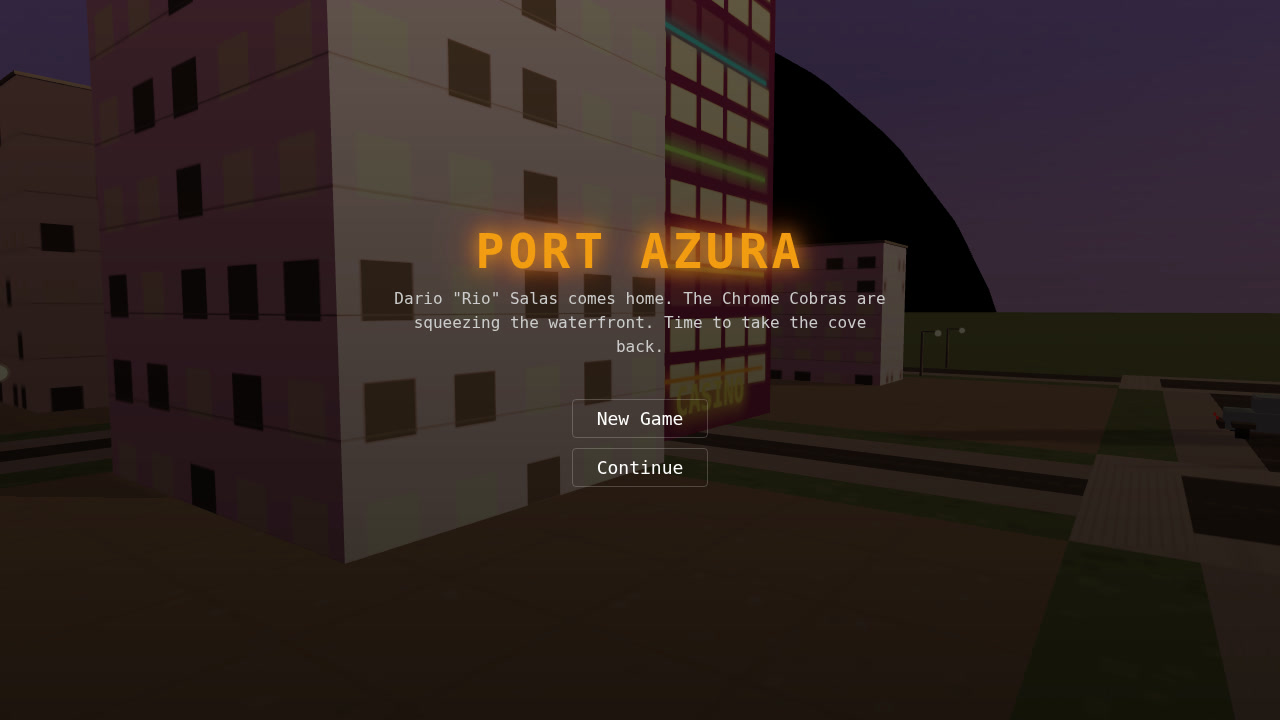 PORT AZURA
Dario "Rio" Salas comes home. The Chrome Cobras are
squeezing the waterfront. Time to take the cove
back.
CASINO
New Game
Continue